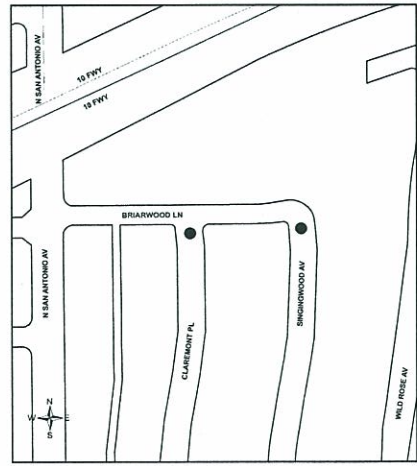 N SAN ANTONIO AV
10 FWY
10 FWY
BRIARWOOD LN
N SAN ANTONIO AV
CLAREMONT PL
SINGINGWOOD AV
WILD ROSE AV
N
W E
S